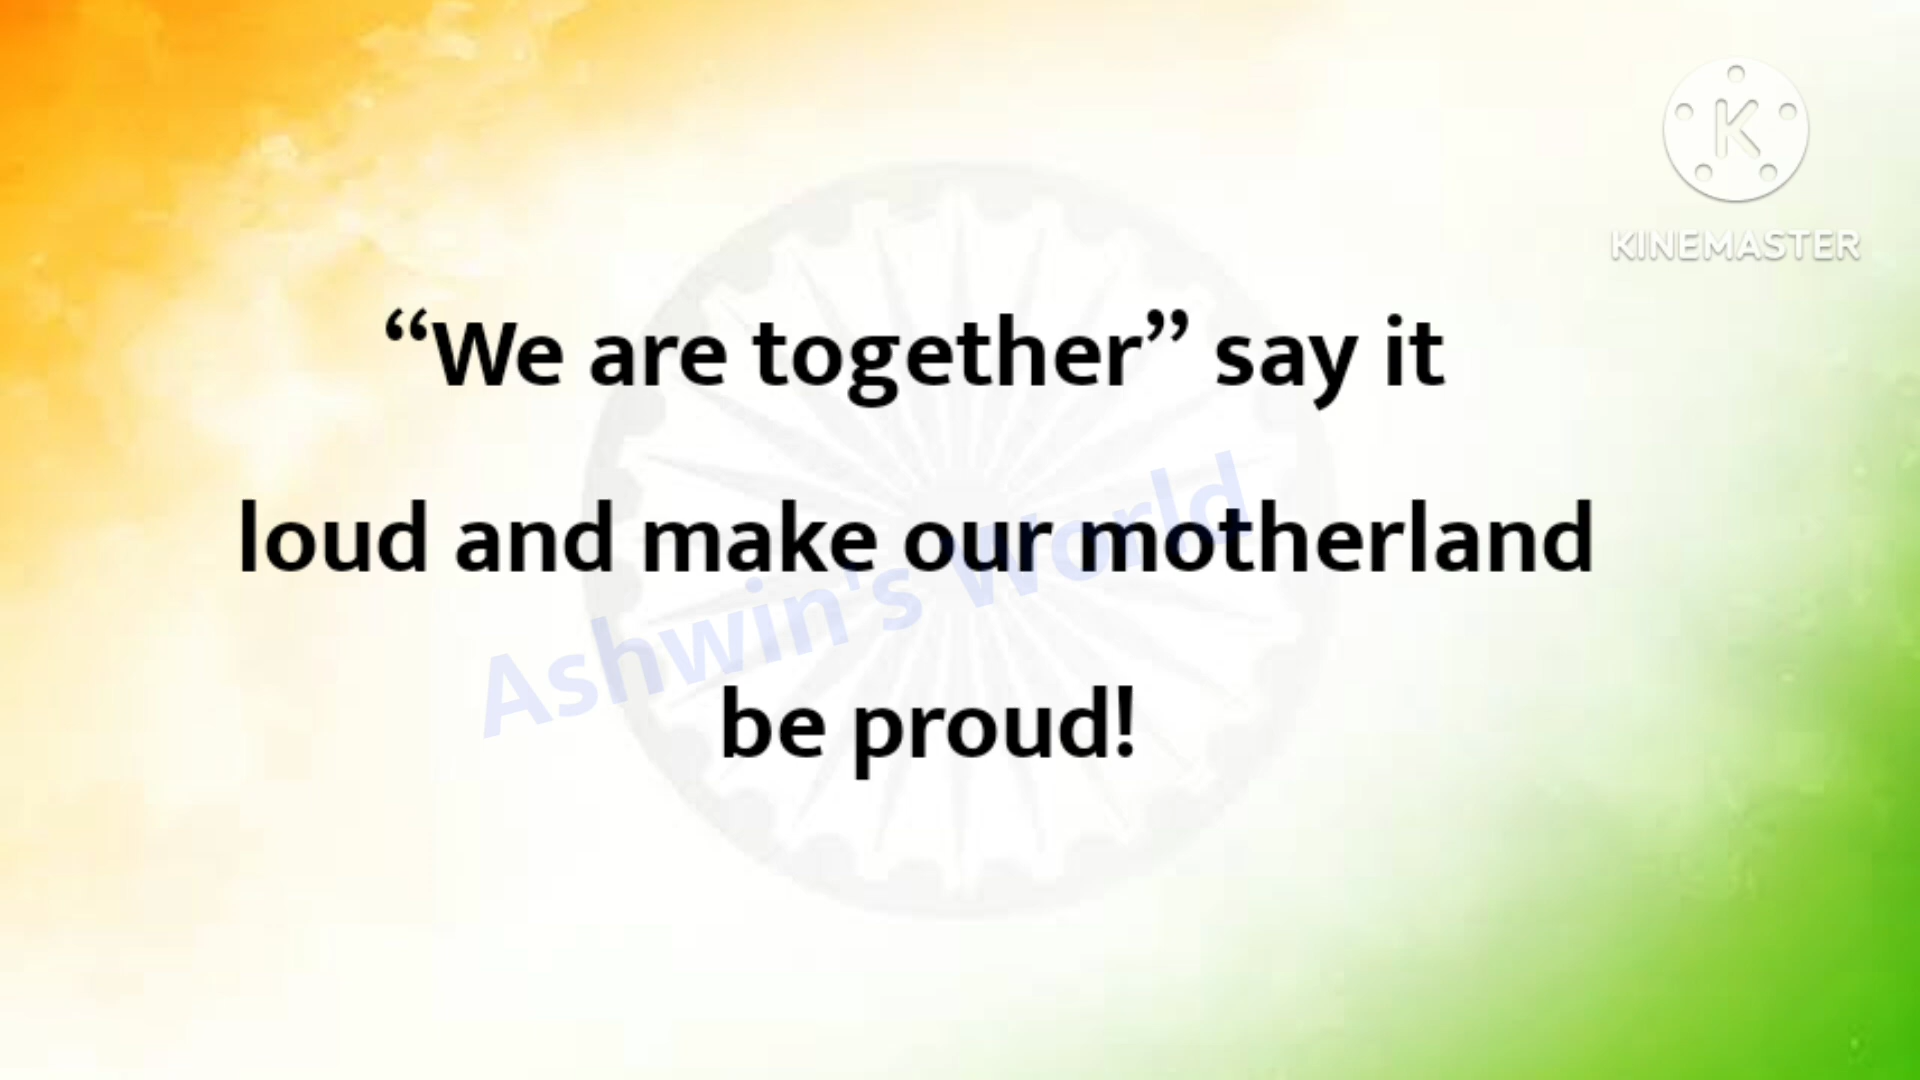 KINEMASTER
“We are together” say it
loud and make our motherland
be proud!
Ashwin's World